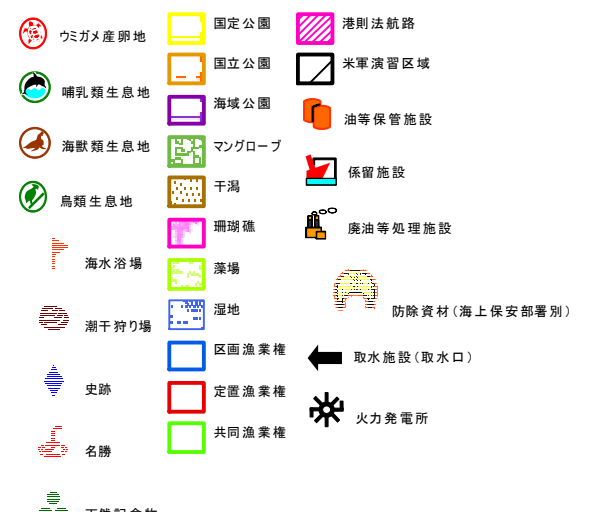 ウミガメ産卵地
哺乳類生息地
海獣類生息地
鳥類生息地
海水浴場
潮干狩り場
史跡
名勝
国定公園
国立公園
海域公園
マングローブ
干潟
珊瑚礁
藻場
湿地
区画漁業権
定置漁業権
共同漁業権
港則法航路
米軍演習区域
油等保管施設
係留施設
廃油等処理施設
防除資材(海上保安部署別)
取水施設(取水口)
火力発電所